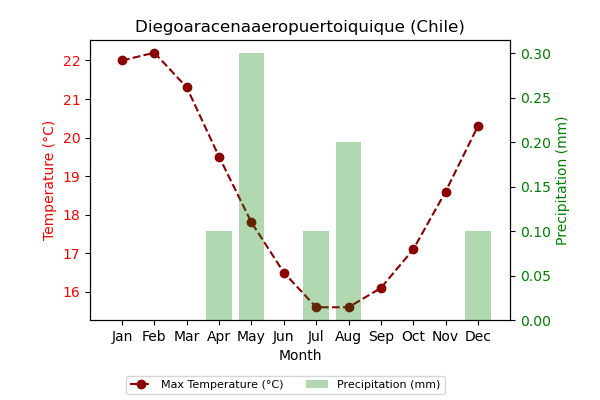 Diegoaracenaaeropuertoiquique (Chile)
Temperature (°C)
22
21
20
19
18
17
16
0.30
0.25
0.20
0.15
0.10
0.05
0.00
Precipitation (mm)
Jan Feb Mar Apr May Jun Jul Aug Sep Oct Nov Dec
Month
Max Temperature (°C) Precipitation (mm)